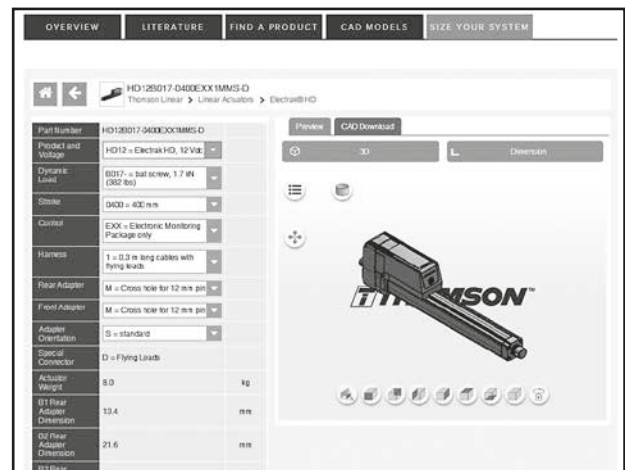 OVERVIEW LITERATURE FIND A PRODUCT CAD MODELS SIZE YOUR SYSTEM
HD12B017-0400EXX1MMS-D
Thomson Linear > Linear Actuators > Electrak® HD
Preview CAD Download
3D Dimension
Part Number HD12B017-0400EXX1MMS-D
Product and Voltage HD12 = Electrak HD, 12 Vdc
Dynamic Load B017- = ball screw, 1.7 kN (382 lbs)
Stroke 0400 = 400 mm
Control EXX = Electronic Monitoring Package only
Harness 1 = 0.3 m long cables with flying leads
Rear Adapter M = Cross hole for 12 mm pin
Front Adapter M = Cross hole for 12 mm pin
Adapter Orientation S = standard
Special Connector D = Flying Leads
Actuator Weight 8.0 kg
B1 Rear Adapter Dimension 13.4 mm
B2 Rear Adapter Dimension 21.6 mm
B3 Rear
THOMSON™